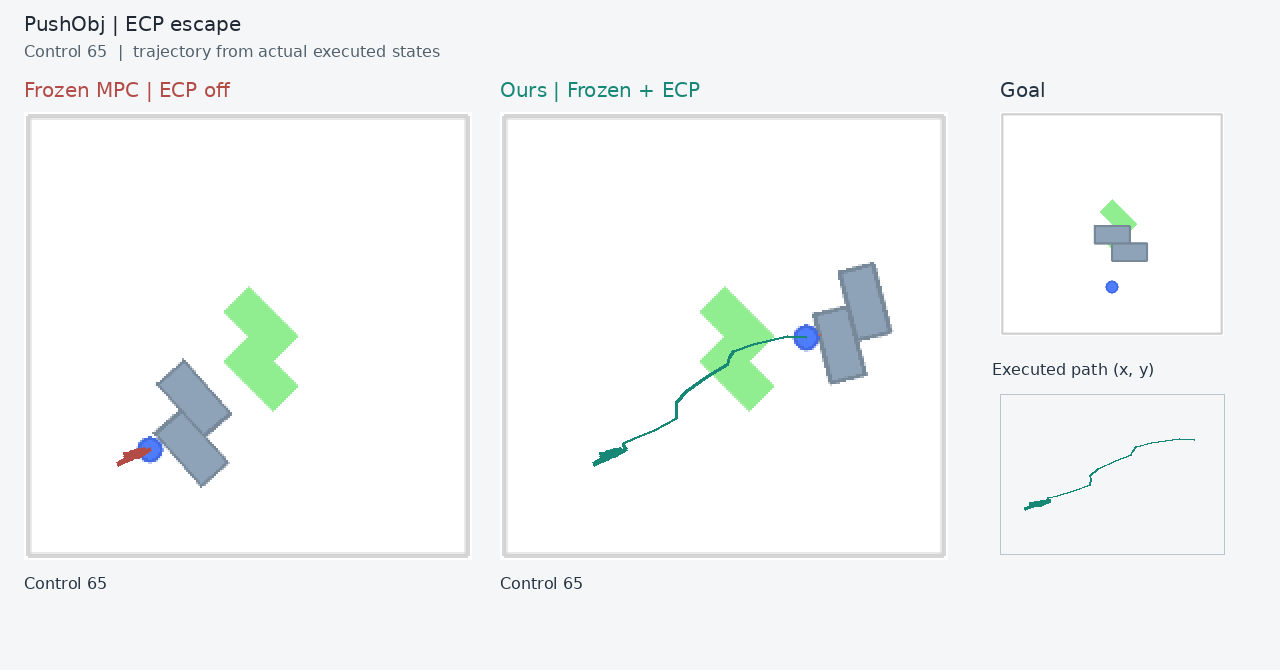 PushObj | ECP escape
Control 65 | trajectory from actual executed states
Frozen MPC | ECP off
Ours | Frozen + ECP
Goal
Executed path (x, y)
Control 65
Control 65